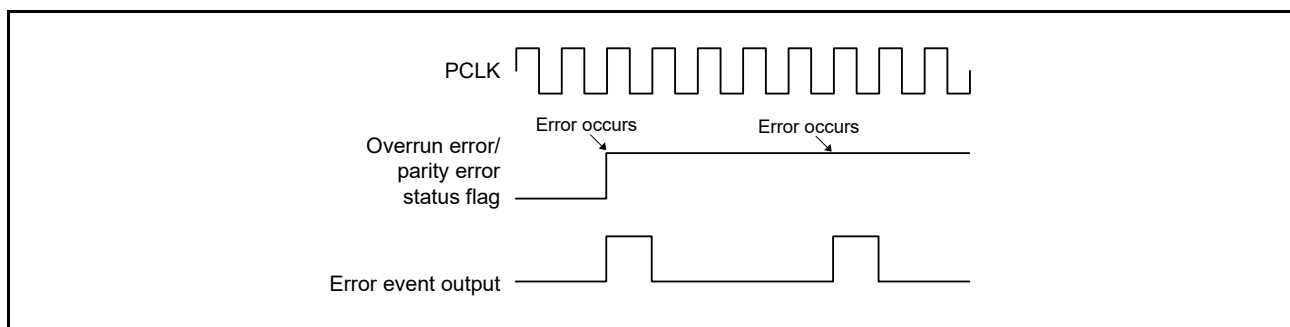 PCLK
Error occurs
Error occurs
Overrun error/
parity error
status flag
Error event output